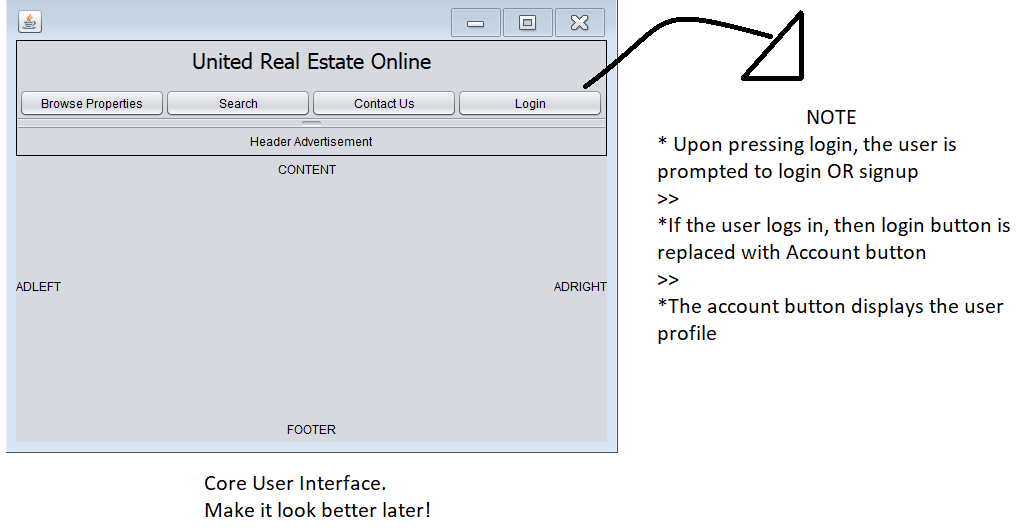 United Real Estate Online
Browse Properties
Search
Contact Us
Login
Header Advertisement
CONTENT
ADLEFT
ADRIGHT
FOOTER
NOTE
* Upon pressing login, the user is
prompted to login OR signup
>>
*If the user logs in, then login button is
replaced with Account button
>>
*The account button displays the user
profile
Core User Interface.
Make it look better later!